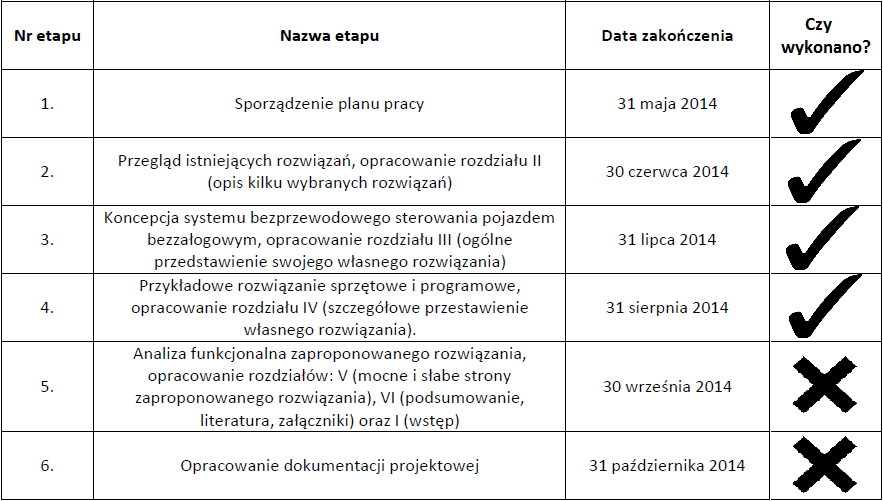 Nr etapu
Nazwa etapu
Data zakończenia
Czy
wykonano?
1.
Sporządzenie planu pracy
31 maja 2014
2.
Przegląd istniejących rozwiązań, opracowanie rozdziału II
(opis kilku wybranych rozwiązań)
30 czerwca 2014
3.
Koncepcja systemu bezprzewodowego sterowania pojazdem
bezzałogowym, opracowanie rozdziału III (ogólne
przedstawienie swojego własnego rozwiązania)
31 lipca 2014
4.
Przykładowe rozwiązanie sprzętowe i programowe,
opracowanie rozdziału IV (szczegółowe przestawienie
własnego rozwiązania).
31 sierpnia 2014
5.
Analiza funkcjonalna zaproponowanego rozwiązania,
opracowanie rozdziałów: V (mocne i słabe strony
zaproponowanego rozwiązania), VI (podsumowanie,
literatura, załączniki) oraz I (wstęp)
30 września 2014
6.
Opracowanie dokumentacji projektowej
31 października 2014